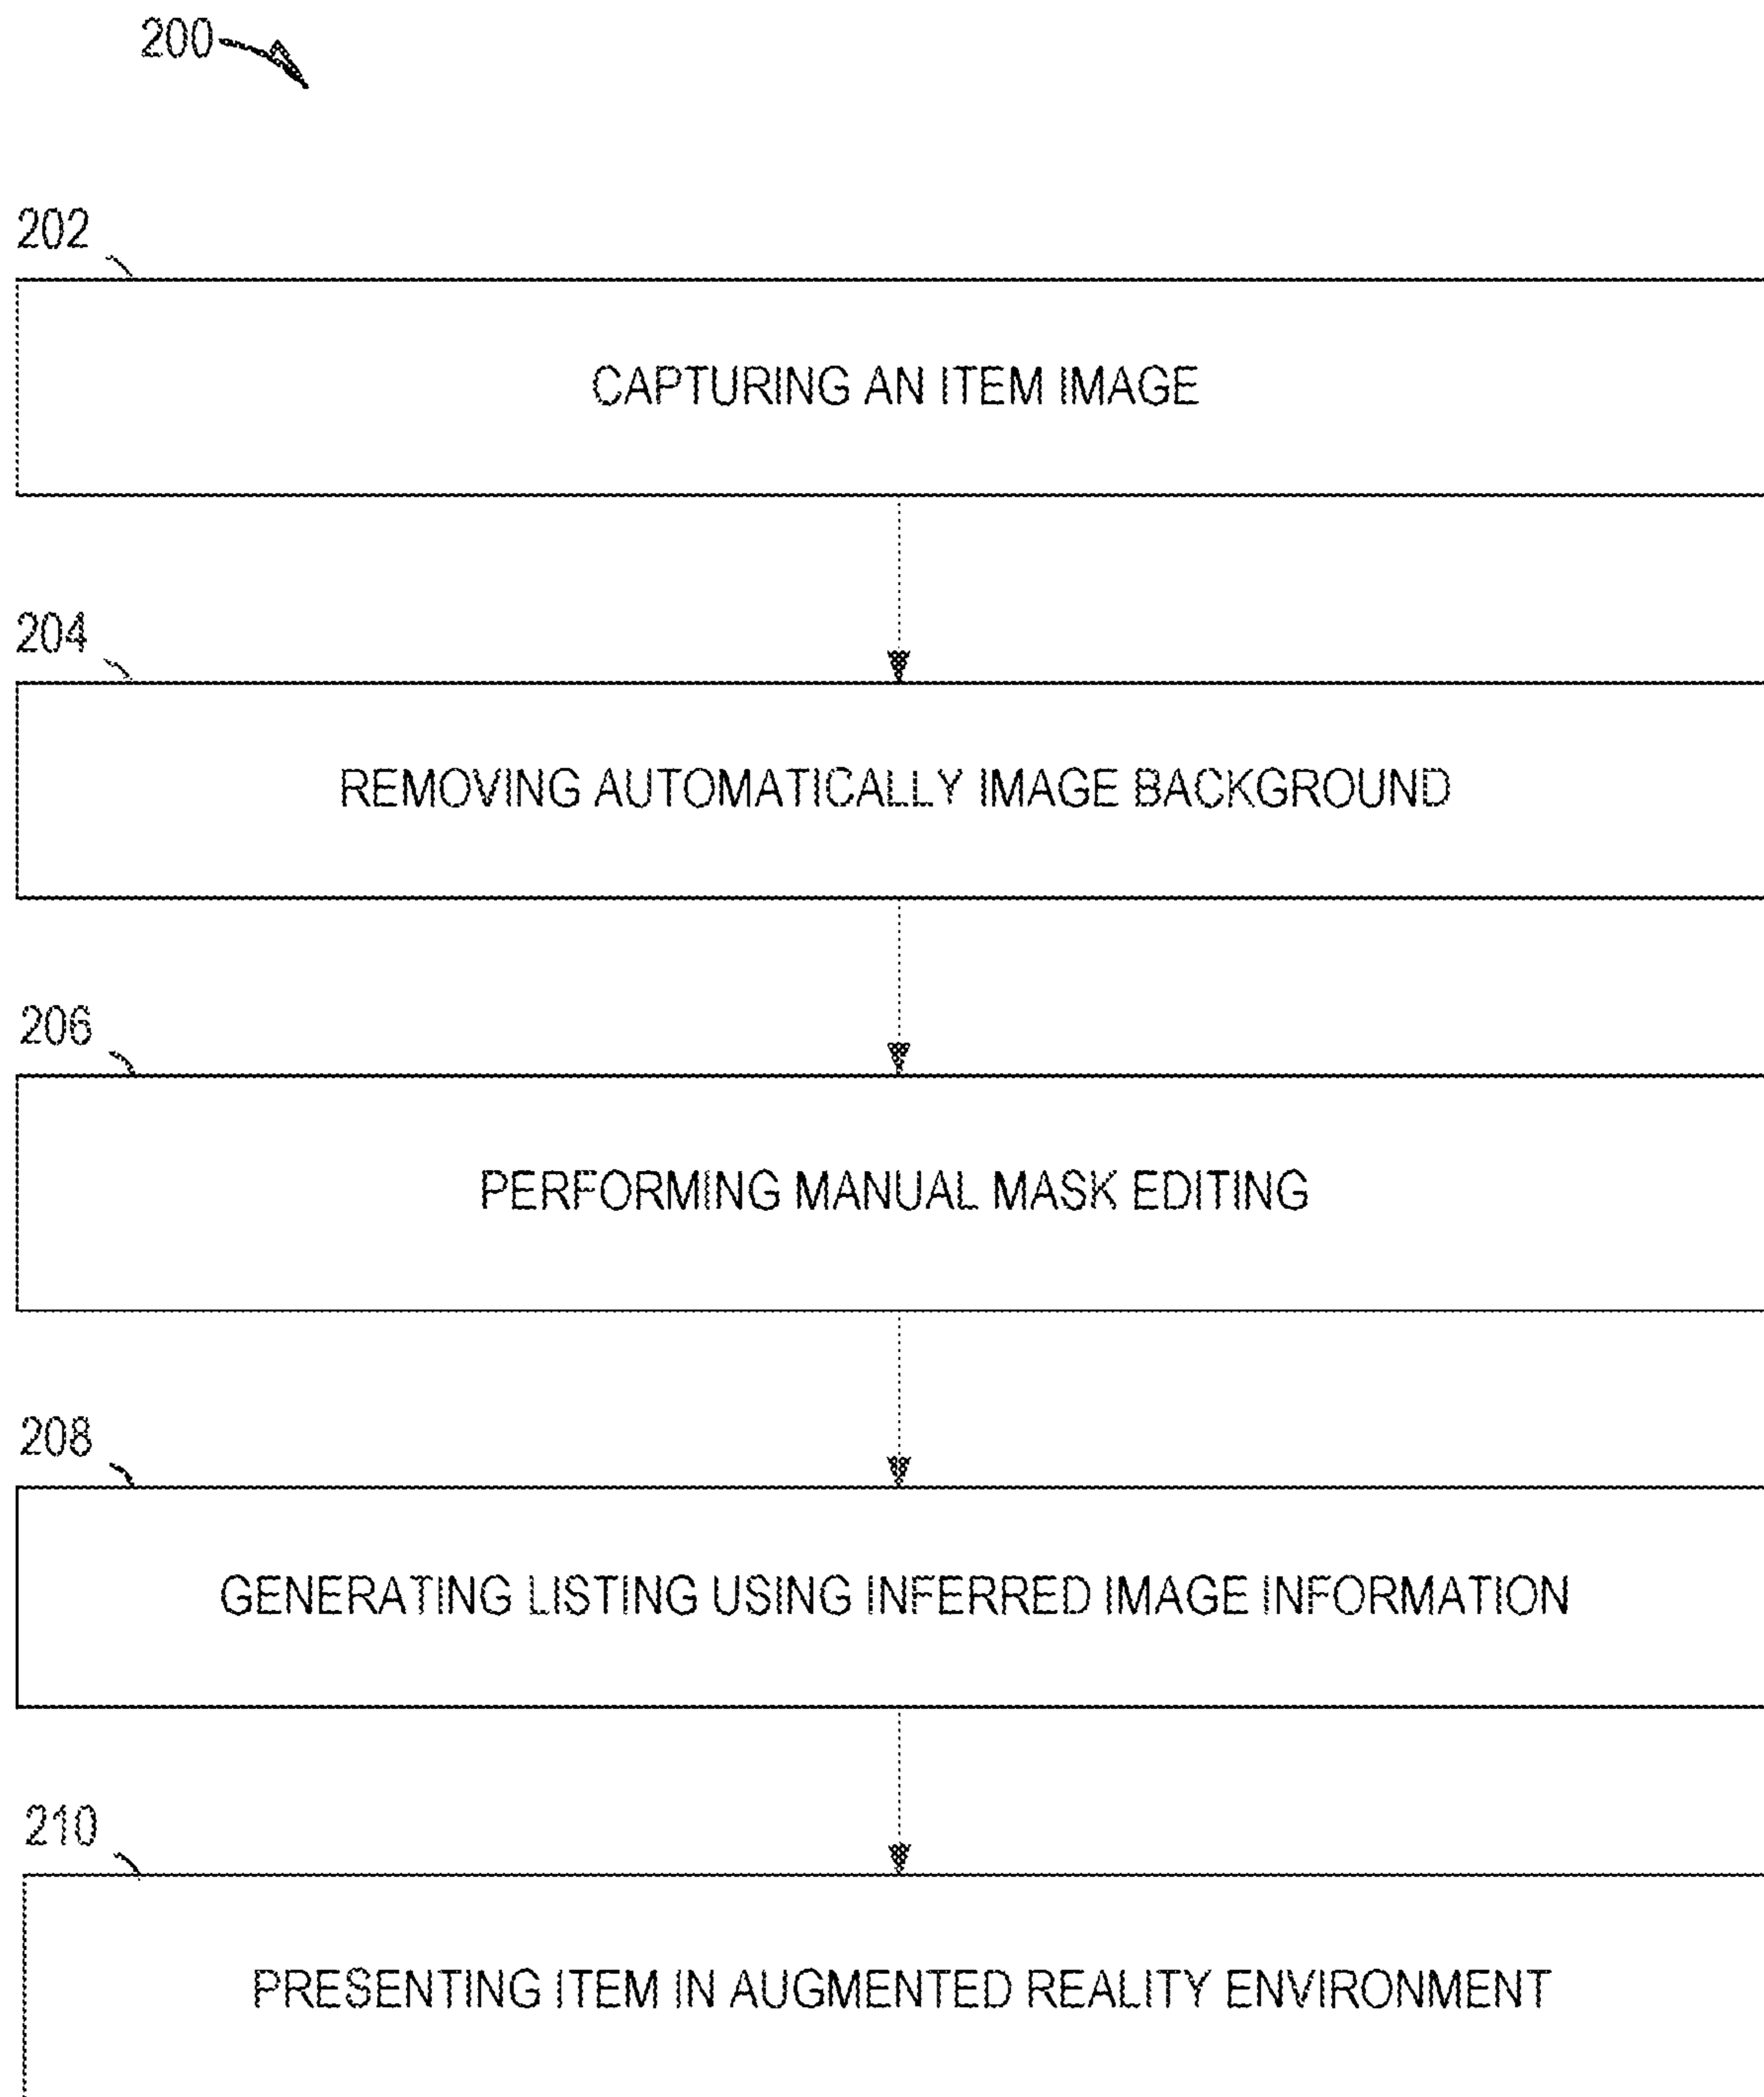 200
202
CAPTURING AN ITEM IMAGE
204
REMOVING AUTOMATICALLY IMAGE BACKGROUND
206
PERFORMING MANUAL MASK EDITING
208
GENERATING LISTING USING INFERRED IMAGE INFORMATION
210
PRESENTING ITEM IN AUGMENTED REALITY ENVIRONMENT